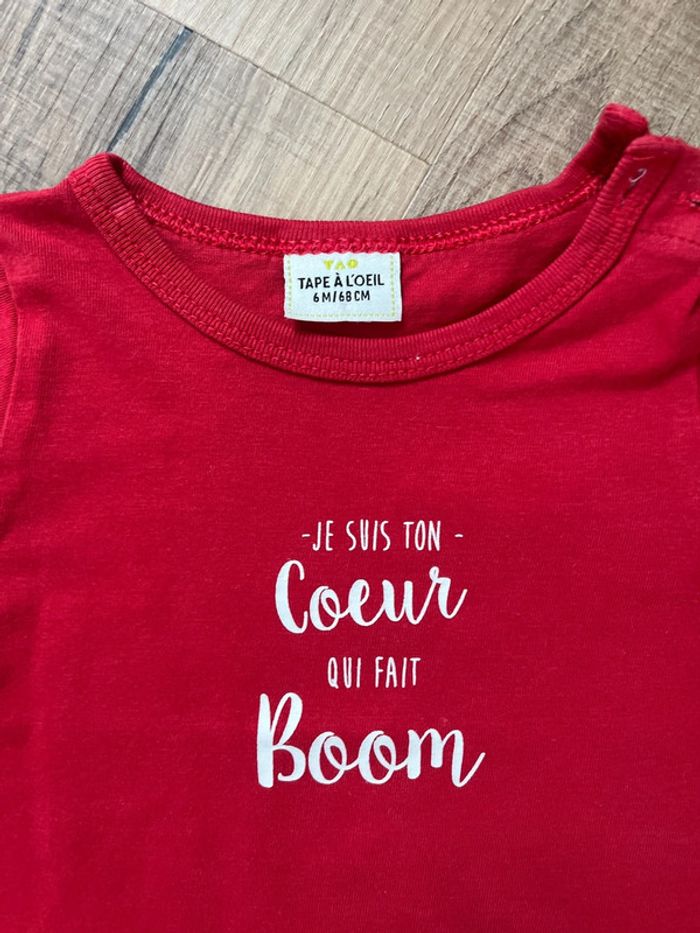 TAO
TAPE À L'OEIL
6M/68CM
-JE SUIS TON-
Coeur
QUI FAIT
Boom